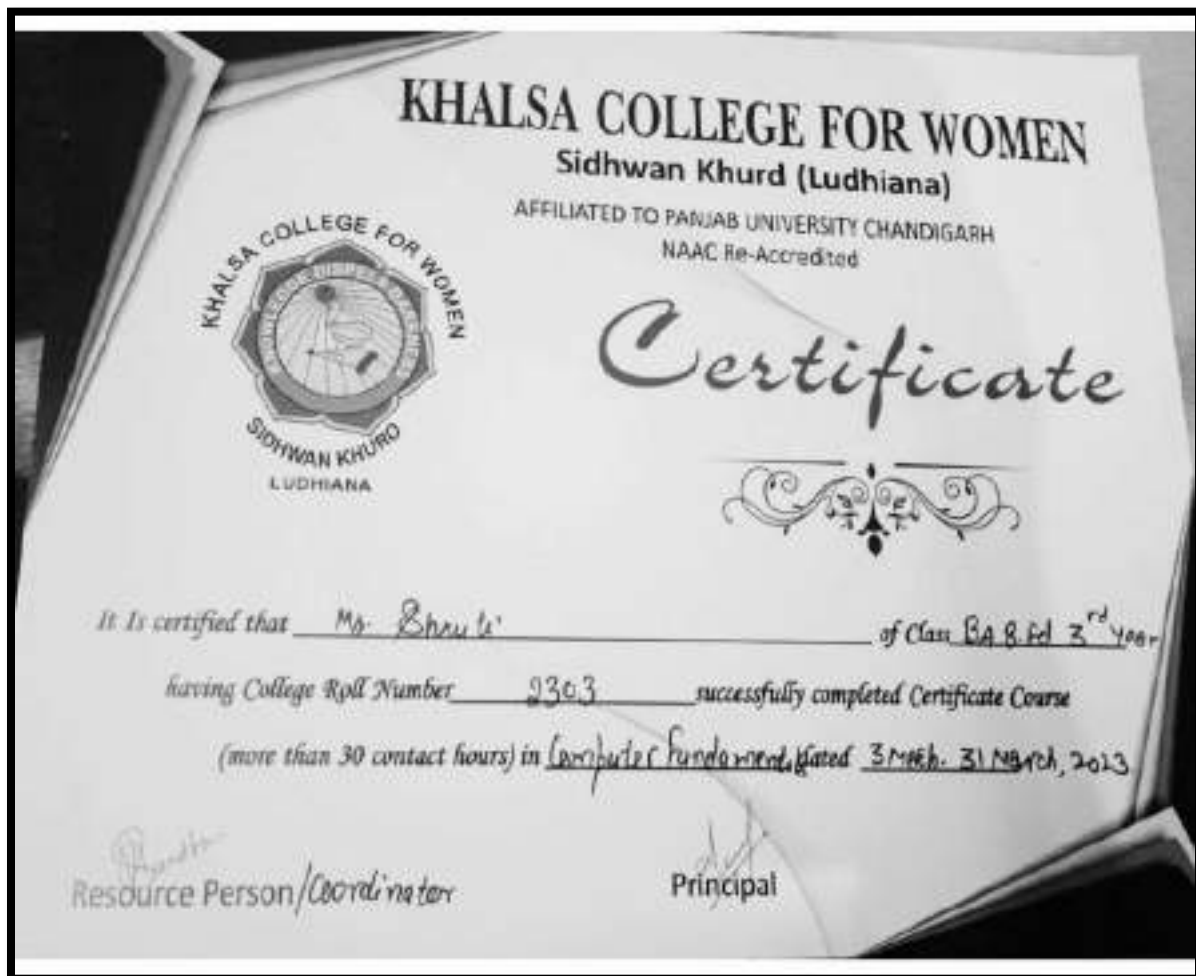 KHALSA COLLEGE FOR WOMEN
Sidhwan Khurd (Ludhiana)
AFFILIATED TO PANJAB UNIVERSITY CHANDIGARH
NAAC Re-Accredited
KHALSA COLLEGE FOR WOMEN
SIDHWAN KHURD
LUDHIANA
Certificate
It Is certified that Ms. Shruti of Class BA B.Ed 3rd year
having College Roll Number 2303 successfully completed Certificate Course
(more than 30 contact hours) in Computer Fundamentals dated 3 March. 31 March, 2023
Resource Person/Coordinator
Principal